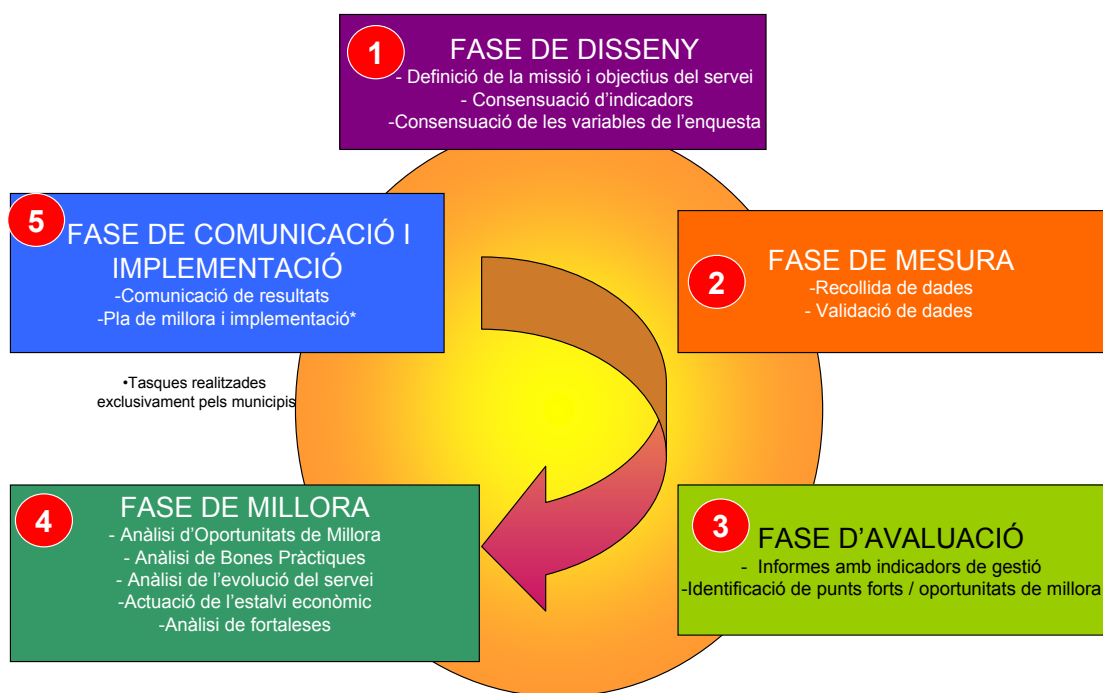 1
FASE DE DISSENY
- Definició de la missió i objectius del servei
- Consensuació d'indicadors
-Consensuació de les variables de l'enquesta
2
FASE DE MESURA
-Recollida de dades
- Validació de dades
3
FASE D'AVALUACIÓ
- Informes amb indicadors de gestió
-Identificació de punts forts / oportunitats de millora
4
FASE DE MILLORA
- Anàlisi d'Oportunitats de Millora
- Anàlisi de Bones Pràctiques
- Anàlisi de l'evolució del servei
-Actuació de l'estalvi econòmic
-Anàlisi de fortaleses
5
FASE DE COMUNICACIÓ I
IMPLEMENTACIÓ
-Comunicació de resultats
-Pla de millora i implementació*
•Tasques realitzades
exclusivament pels municipis